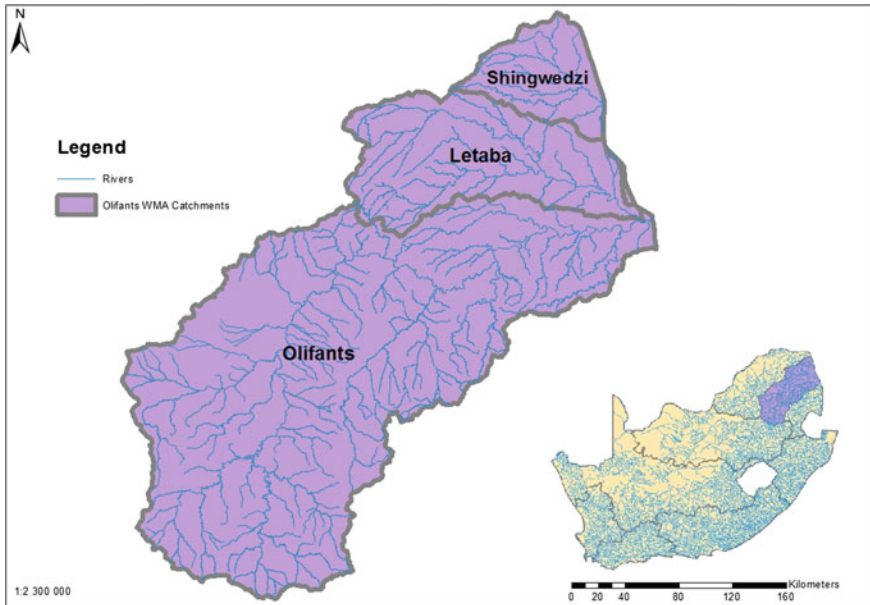 N
Shingwedzi
Letaba
Legend
Rivers
Olifants WMA Catchments
Olifants
1:2 300 000
Kilometers
0 20 40 80 120 160